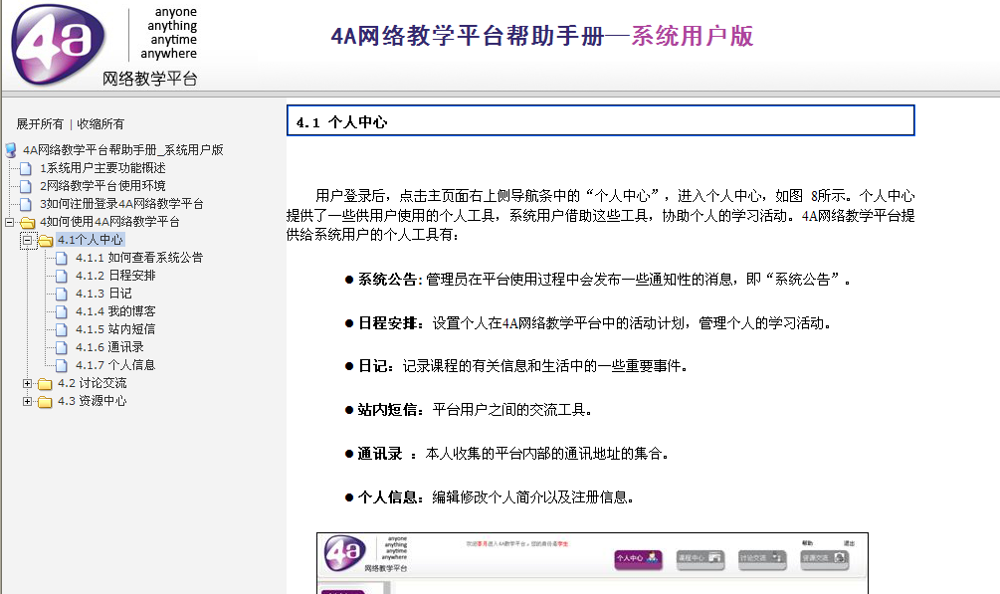 anyone
anything
anytime
anywhere
网络教学平台
4A网络教学平台帮助手册—系统用户版
展开所有 | 收缩所有
4A网络教学平台帮助手册_系统用户版
1系统用户主要功能概述
2网络教学平台使用环境
3如何注册登录4A网络教学平台
4如何使用4A网络教学平台
4.1个人中心
4.1.1 如何查看系统公告
4.1.2 日程安排
4.1.3 日记
4.1.4 我的博客
4.1.5 站内短信
4.1.6 通讯录
4.1.7 个人信息
4.2 讨论交流
4.3 资源中心
4.1 个人中心
用户登录后，点击主页面右上侧导航条中的“个人中心”，进入个人中心，如图 8所示。个人中心
提供了一些供用户使用的个人工具，系统用户借助这些工具，协助个人的学习活动。4A网络教学平台提
供给系统用户的个人工具有：
●系统公告：管理员在平台使用过程中会发布一些通知性的消息，即“系统公告”。
●日程安排：设置个人在4A网络教学平台中的活动计划，管理个人的学习活动。
●日记：记录课程的有关信息和生活中的一些重要事件。
●站内短信：平台用户之间的交流工具。
●通讯录 ：本人收集的平台内部的通讯地址的集合。
●个人信息：编辑修改个人简介以及注册信息。
4a
anyone
anything
anytime
anywhere
网络教学平台
个人中心
课程中心
讨论交流
帮助
退出